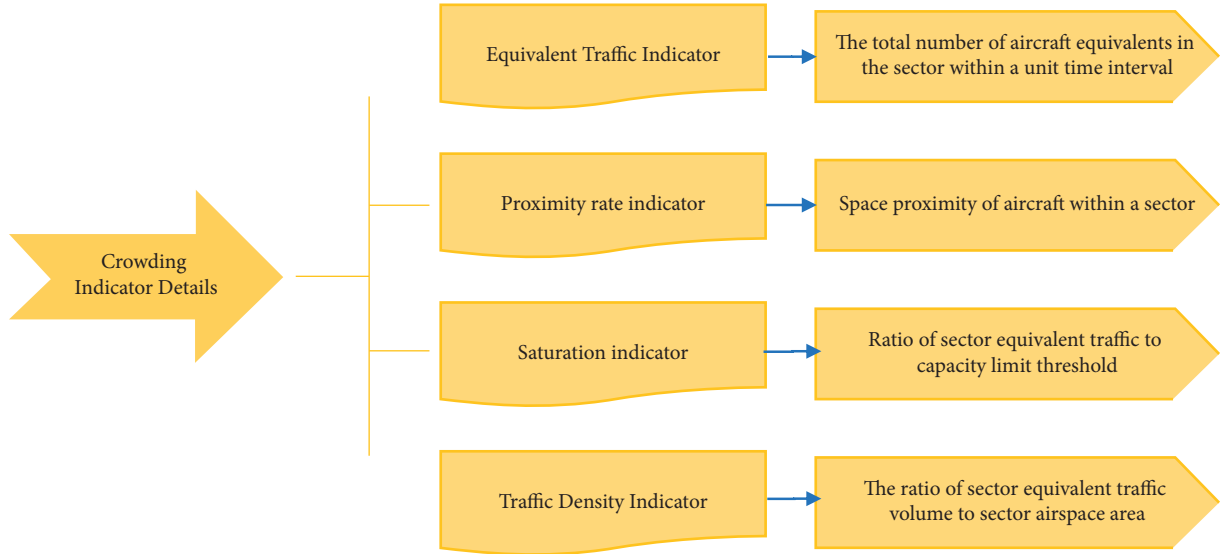 Crowding
Indicator Details
Equivalent Traffic Indicator
The total number of aircraft equivalents in
the sector within a unit time interval
Proximity rate indicator
Space proximity of aircraft within a sector
Saturation indicator
Ratio of sector equivalent traffic to
capacity limit threshold
Traffic Density Indicator
The ratio of sector equivalent traffic
volume to sector airspace area